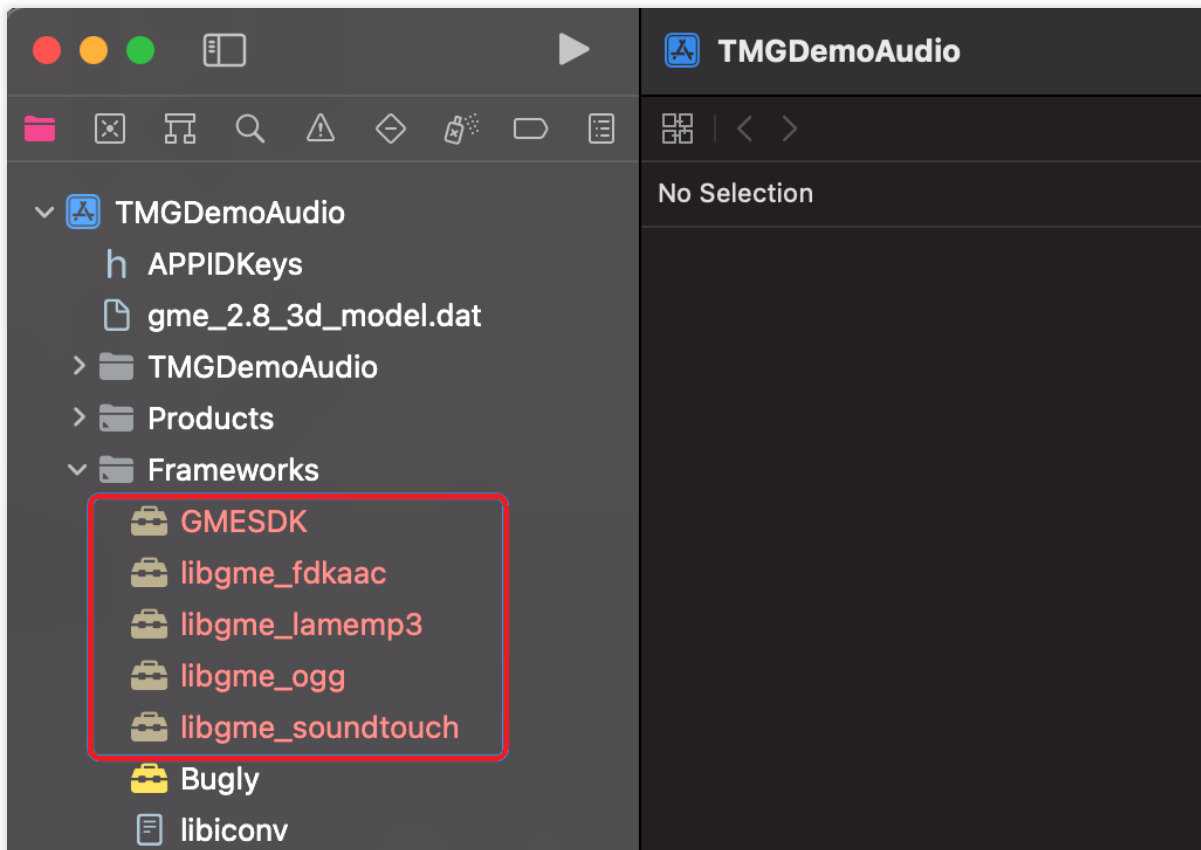 TMGDemoAudio
No Selection
TMGDemoAudio
APPIDKeys
gme_2.8_3d_model.dat
TMGDemoAudio
Products
Frameworks
GMESDK
libgme_fdkaac
libgme_lamemp3
libgme_ogg
libgme_soundtouch
Bugly
libiconv